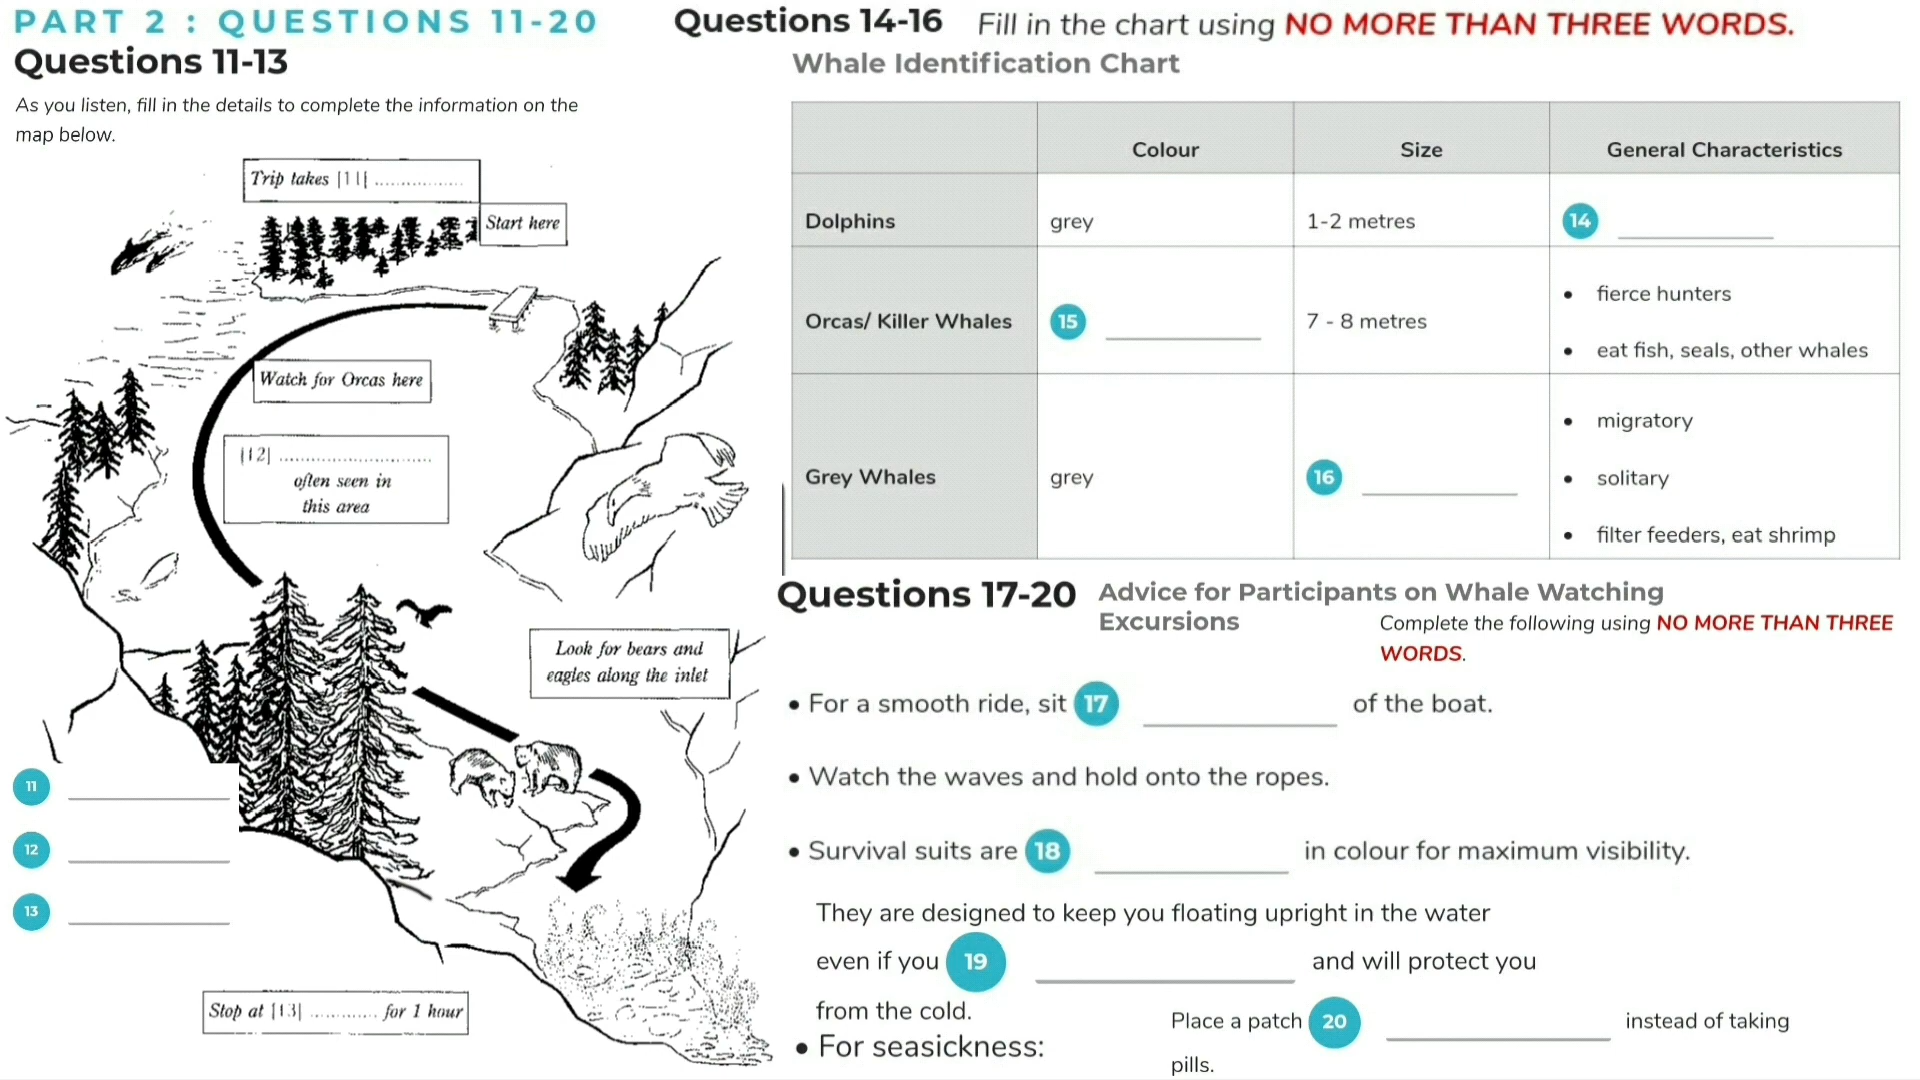 PART 2 : QUESTIONS 11-20
Questions 11-13
As you listen, fill in the details to complete the information on the
map below.
Trip takes [11] ..................
Start here
Watch for Orcas here
[12] ..............................
often seen in
this area
Look for bears and
eagles along the inlet
11
12
13
Stop at [13] ............. for 1 hour
Questions 14-16 Fill in the chart using NO MORE THAN THREE WORDS.
Whale Identification Chart
Colour Size General Characteristics
Dolphins grey 1-2 metres 14
Orcas/ Killer Whales 15 7 - 8 metres
• fierce hunters
• eat fish, seals, other whales
Grey Whales grey 16
• migratory
• solitary
• filter feeders, eat shrimp
Questions 17-20 Advice for Participants on Whale Watching
Excursions
Complete the following using NO MORE THAN THREE
WORDS.
• For a smooth ride, sit 17 of the boat.
• Watch the waves and hold onto the ropes.
• Survival suits are 18 in colour for maximum visibility.
They are designed to keep you floating upright in the water
even if you 19 and will protect you
from the cold.
• For seasickness:
Place a patch 20 instead of taking
pills.